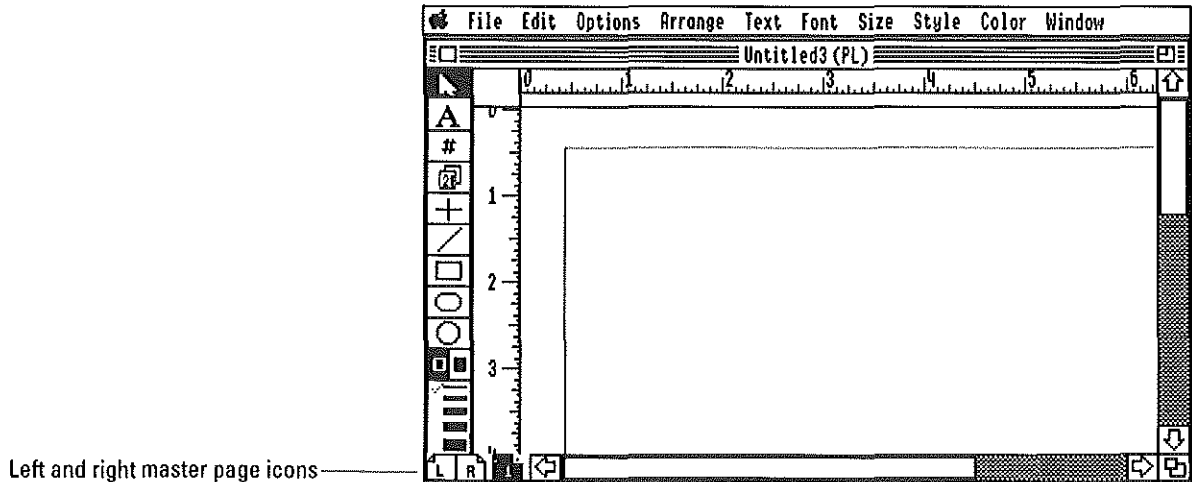 File Edit Options Arrange Text Font Size Style Color Window
Untitled3 (PL)
0 1 2 3 4 5 6
A
0
#
1
2
3
Left and right master page icons
L R 1